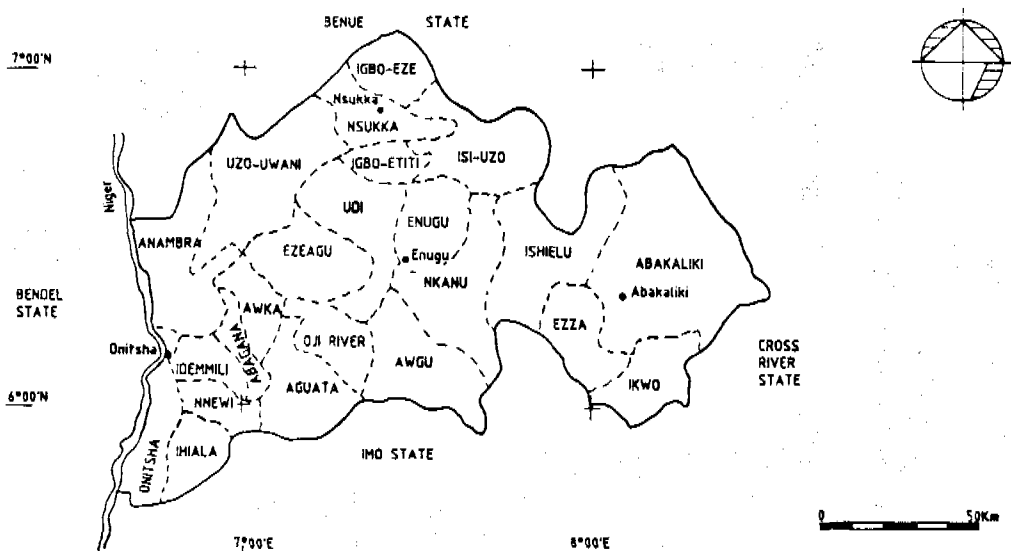 BENUE STATE
7°00'N
IGBO-EZE
Nsukka
NSUKKA
UZO-UWANI
IGBO-ETITI
ISI-UZO
Niger
UDI
ENUGU
ANAMBRA
EZEAGU
Enugu
ISHIELU
ABAKALIKI
NKANU
BENDEL
STATE
Abakaliki
AWKA
EZZA
OJI RIVER
ABAGANA
Onitsha
CROSS
RIVER
STATE
IDEMMILI
AWGU
AGUATA
IKWO
NNEWI
6°00'N
IHIALA
IMO STATE
ONITSHA
0 50Km
7°00'E
8°00'E